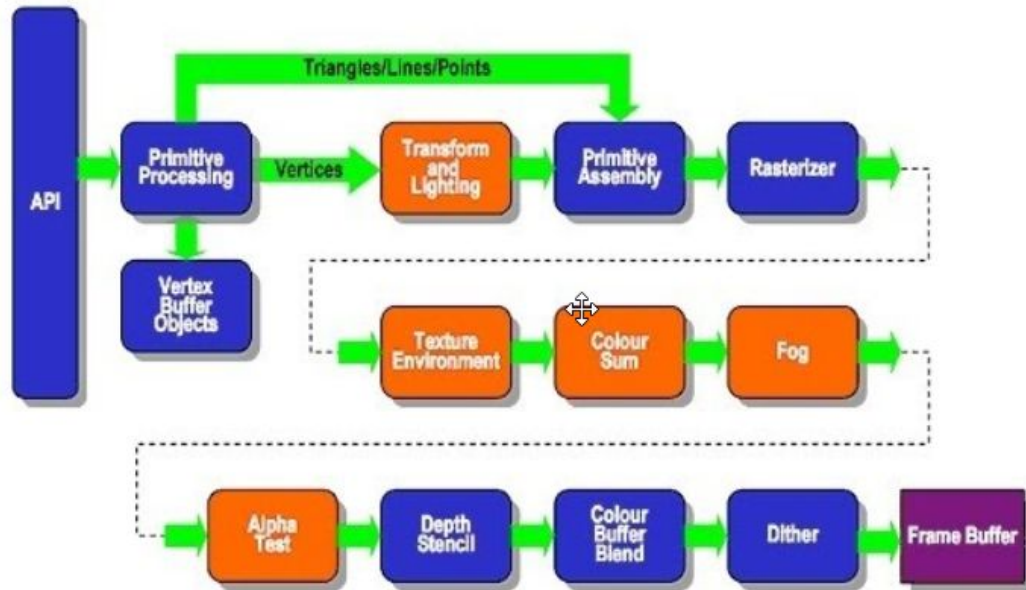 Triangles/Lines/Points
API
Primitive
Processing
Vertices
Transform
and
Lighting
Primitive
Assembly
Rasterizer
Vertex
Buffer
Objects
Texture
Environment
Colour
Sum
Fog
Alpha
Test
Depth
Stencil
Colour
Buffer
Blend
Dither
Frame Buffer